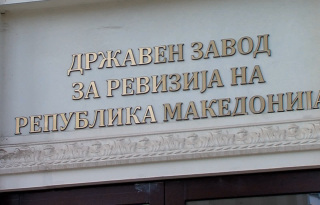 ДРЖАВЕН ЗАВОД
ЗА РЕВИЗИЈА НА
РЕПУБЛИКА МАКЕДОНИЈА